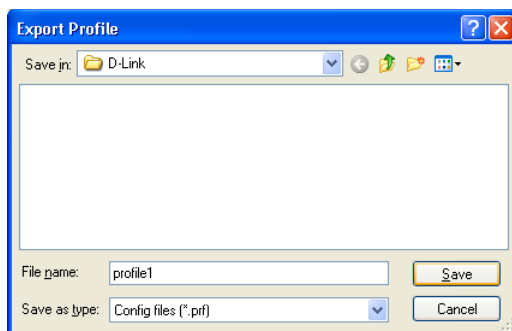 Export Profile
Save in: D-Link
File name: profile1
Save
Save as type: Config files (*.prf)
Cancel